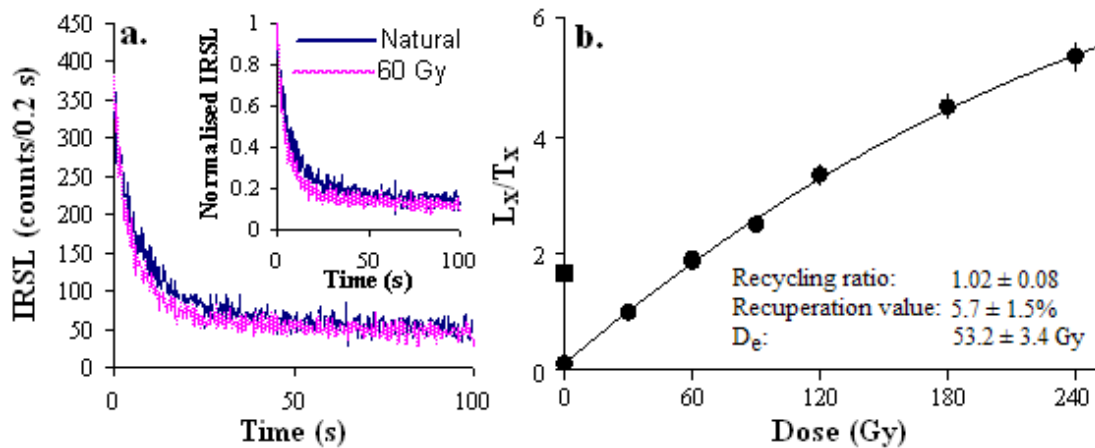 a.
IRSL (counts/0.2 s)
450
400
350
300
250
200
150
100
50
0
0
50
100
Time (s)
Normalised IRSL
1
0.8
0.6
0.4
0.2
0
0
50
100
Time (s)
Natural
60 Gy
b.
LX/TX
6
4
2
0
0
60
120
180
240
Dose (Gy)
Recycling ratio: 1.02 ± 0.08
Recuperation value: 5.7 ± 1.5%
De: 53.2 ± 3.4 Gy